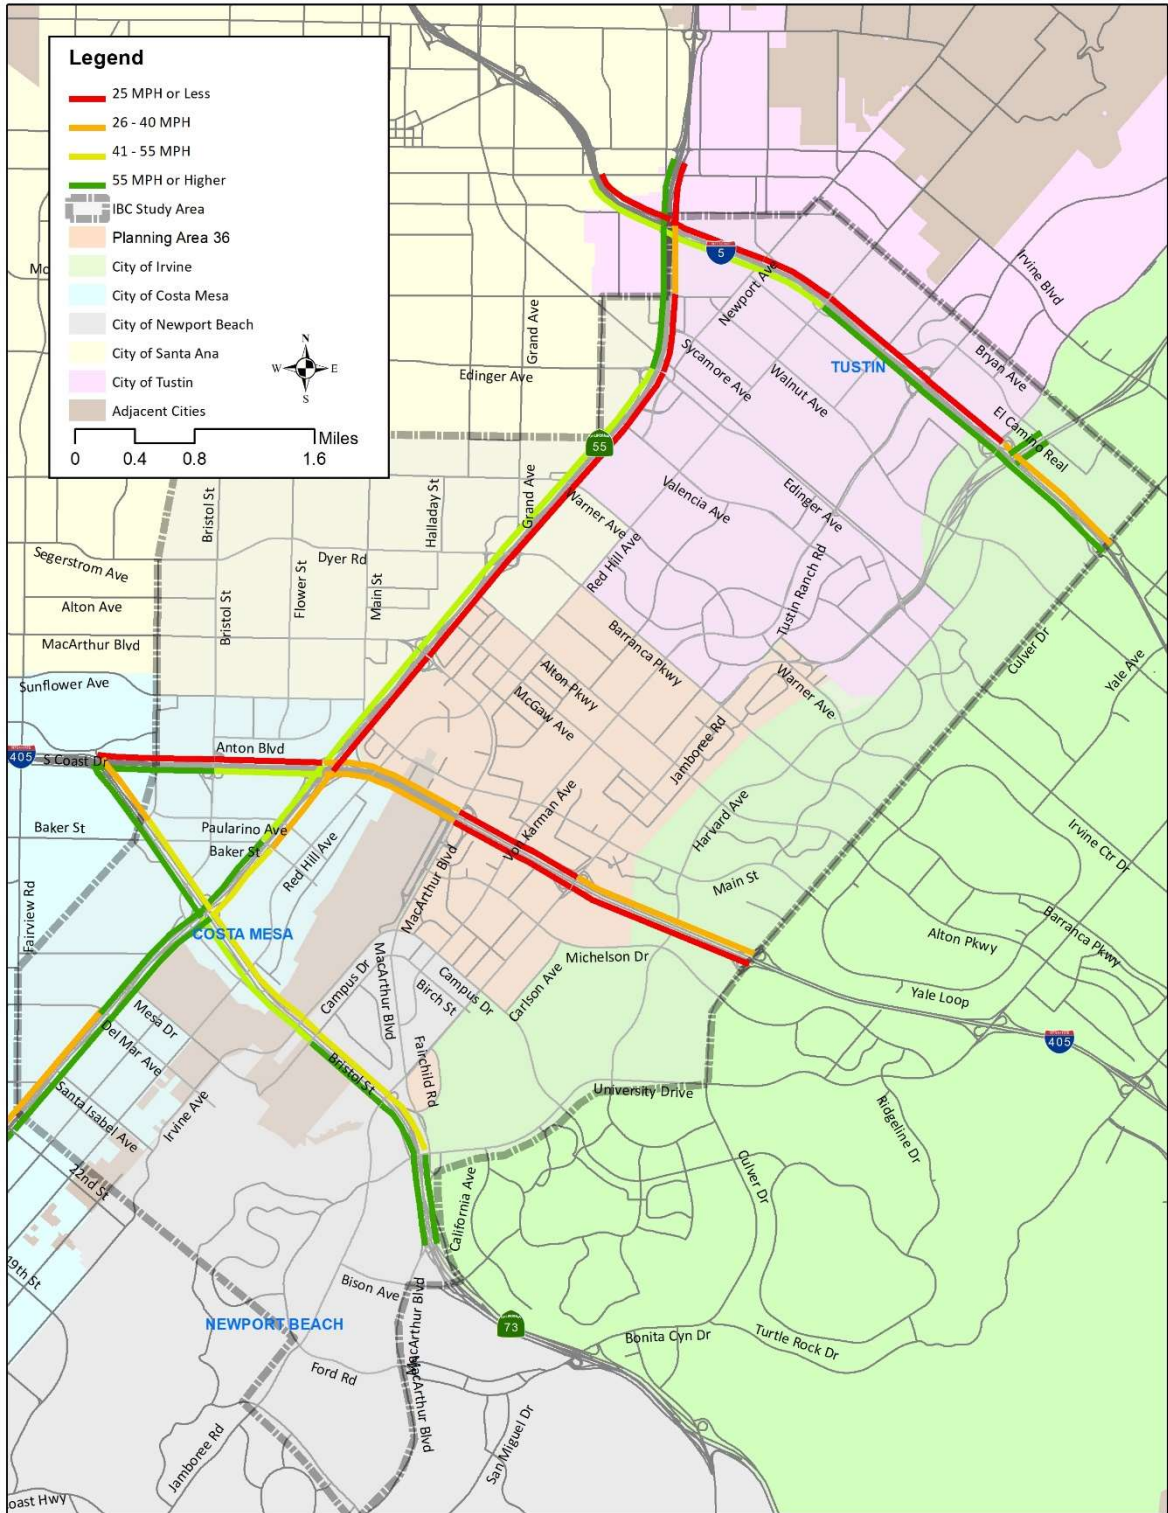 Legend
25 MPH or Less
26 - 40 MPH
41 - 55 MPH
55 MPH or Higher
IBC Study Area
Planning Area 36
City of Irvine
City of Costa Mesa
City of Newport Beach
City of Santa Ana
City of Tustin
Adjacent Cities
N
W
E
S
Miles
0
0.4
0.8
1.6
5
Newport Ave
Irvine Blvd
Grand Ave
Edinger Ave
Sycamore Ave
Walnut Ave
TUSTIN
Bryan Ave
El Camino Real
55
Grand Ave
Warner Ave
Valencia Ave
Edinger Ave
Red Hill Ave
Tustin Ranch Rd
Halladay St
Bristol St
Dyer Rd
Segerstrom Ave
Flower St
Main St
Bristol St
Alton Ave
MacArthur Blvd
Barranca Pkwy
Alton Pkwy
McGaw Ave
Warner Ave
Culver Dr
Yale Ave
Sunflower Ave
Jamboree Rd
405
S Coast Dr
Anton Blvd
Von Karman Ave
Harvard Ave
Baker St
Paularino Ave
Baker St
Red Hill Ave
MacArthur Blvd
Main St
Irvine Ctr Dr
Barranca Pkwy
Alton Pkwy
Fairview Rd
COSTA MESA
Michelson Dr
Campus Dr
MacArthur Blvd
Campus Dr
Birch St
Carlson Ave
Yale Loop
405
Mesa Dr
Del Mar Ave
Bristol St
Fairchild Rd
Santa Isabel Ave
Irvine Ave
University Drive
Ridgeline Dr
22nd St
California Ave
Culver Dr
19th St
Bison Ave
MacArthur Blvd
NEWPORT BEACH
73
Bonita Cyn Dr
Turtle Rock Dr
Ford Rd
MacArthur Blvd
Jamboree Rd
San Miguel Dr
oast Hwy